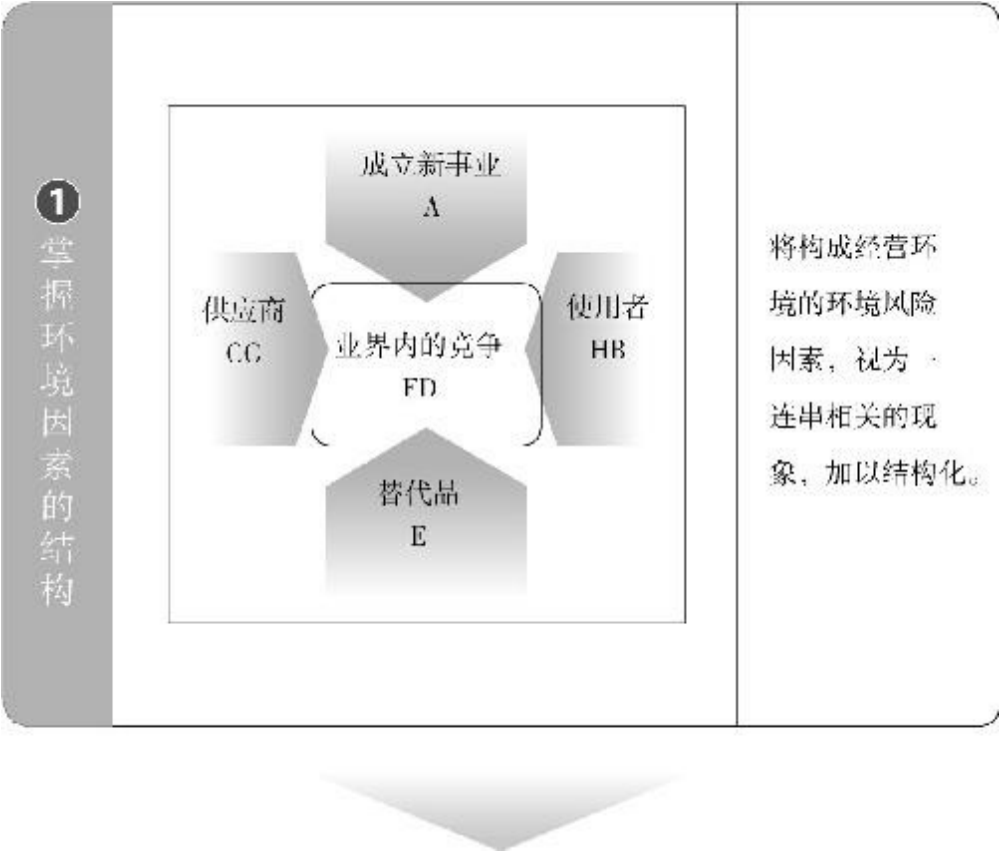 1
掌握环境因素的结构
成立新事业
A
供应商
CG
业界内的竞争
FD
使用者
HB
替代品
E
将构成经营环
境的环境风险
因素，视为一
连串相关的现
象，加以结构化。